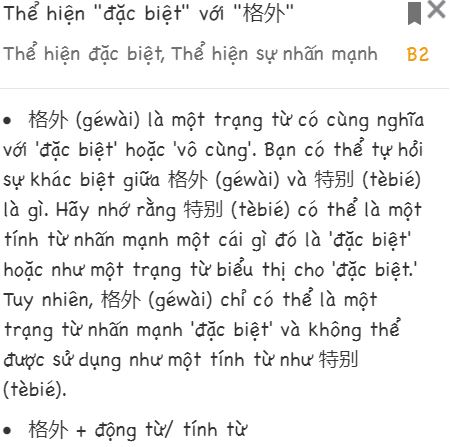 Thể hiện "đặc biệt" với "格外"
Thể hiện đặc biệt, Thể hiện sự nhấn mạnh B2
• 格外 (géwài) là một trạng từ có cùng nghĩa
với 'đặc biệt' hoặc 'vô cùng'. Bạn có thể tự hỏi
sự khác biệt giữa 格外 (géwài) và 特别 (tèbié)
là gì. Hãy nhớ rằng 特别 (tèbié) có thể là một
tính từ nhấn mạnh một cái gì đó là 'đặc biệt'
hoặc như một trạng từ biểu thị cho 'đặc biệt.'
Tuy nhiên, 格外 (géwài) chỉ có thể là một
trạng từ nhấn mạnh 'đặc biệt' và không thể
được sử dụng như một tính từ như 特别
(tèbié).
• 格外 + động từ/ tính từ